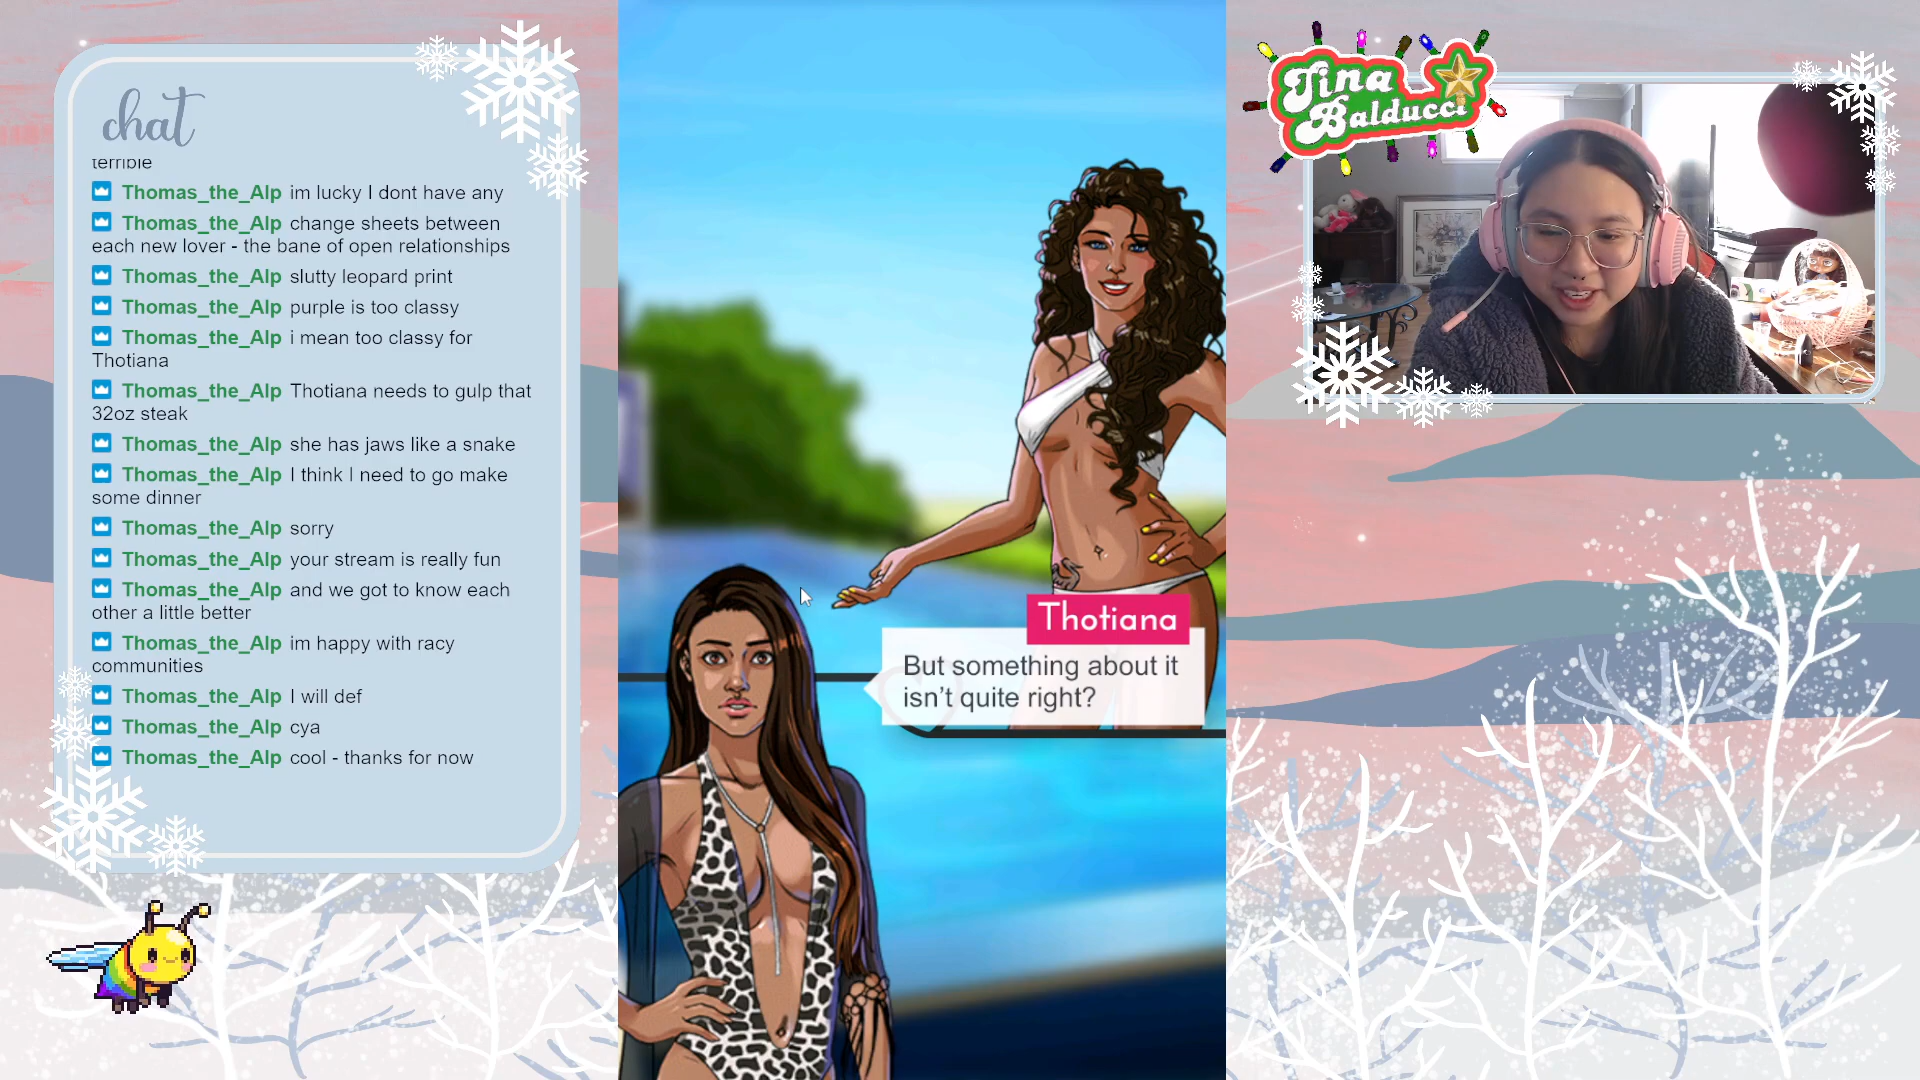 chat
terrible
Thomas_the_Alp im lucky I dont have any
Thomas_the_Alp change sheets between
each new lover - the bane of open relationships
Thomas_the_Alp slutty leopard print
Thomas_the_Alp purple is too classy
Thomas_the_Alp i mean too classy for
Thotiana
Thomas_the_Alp Thotiana needs to gulp that
32oz steak
Thomas_the_Alp she has jaws like a snake
Thomas_the_Alp I think I need to go make
some dinner
Thomas_the_Alp sorry
Thomas_the_Alp your stream is really fun
Thomas_the_Alp and we got to know each
other a little better
Thomas_the_Alp im happy with racy
communities
Thomas_the_Alp I will def
Thomas_the_Alp cya
Thomas_the_Alp cool - thanks for now
Thotiana
But something about it
isn't quite right?
Tina
Balducci